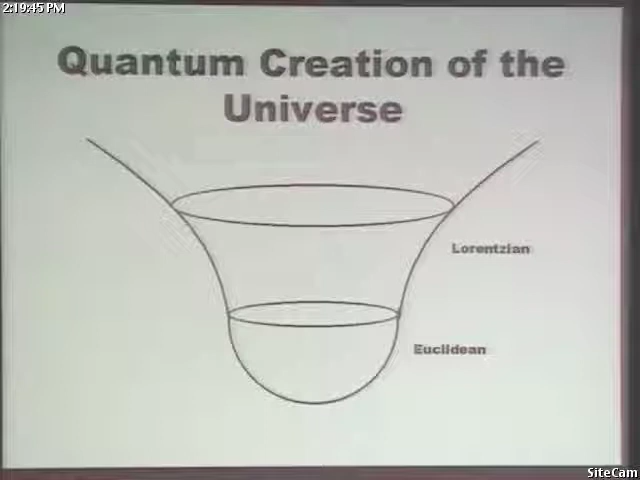 2:19:45 PM
Quantum Creation of the
Universe
Lorentzian
Euclidean
SiteCam